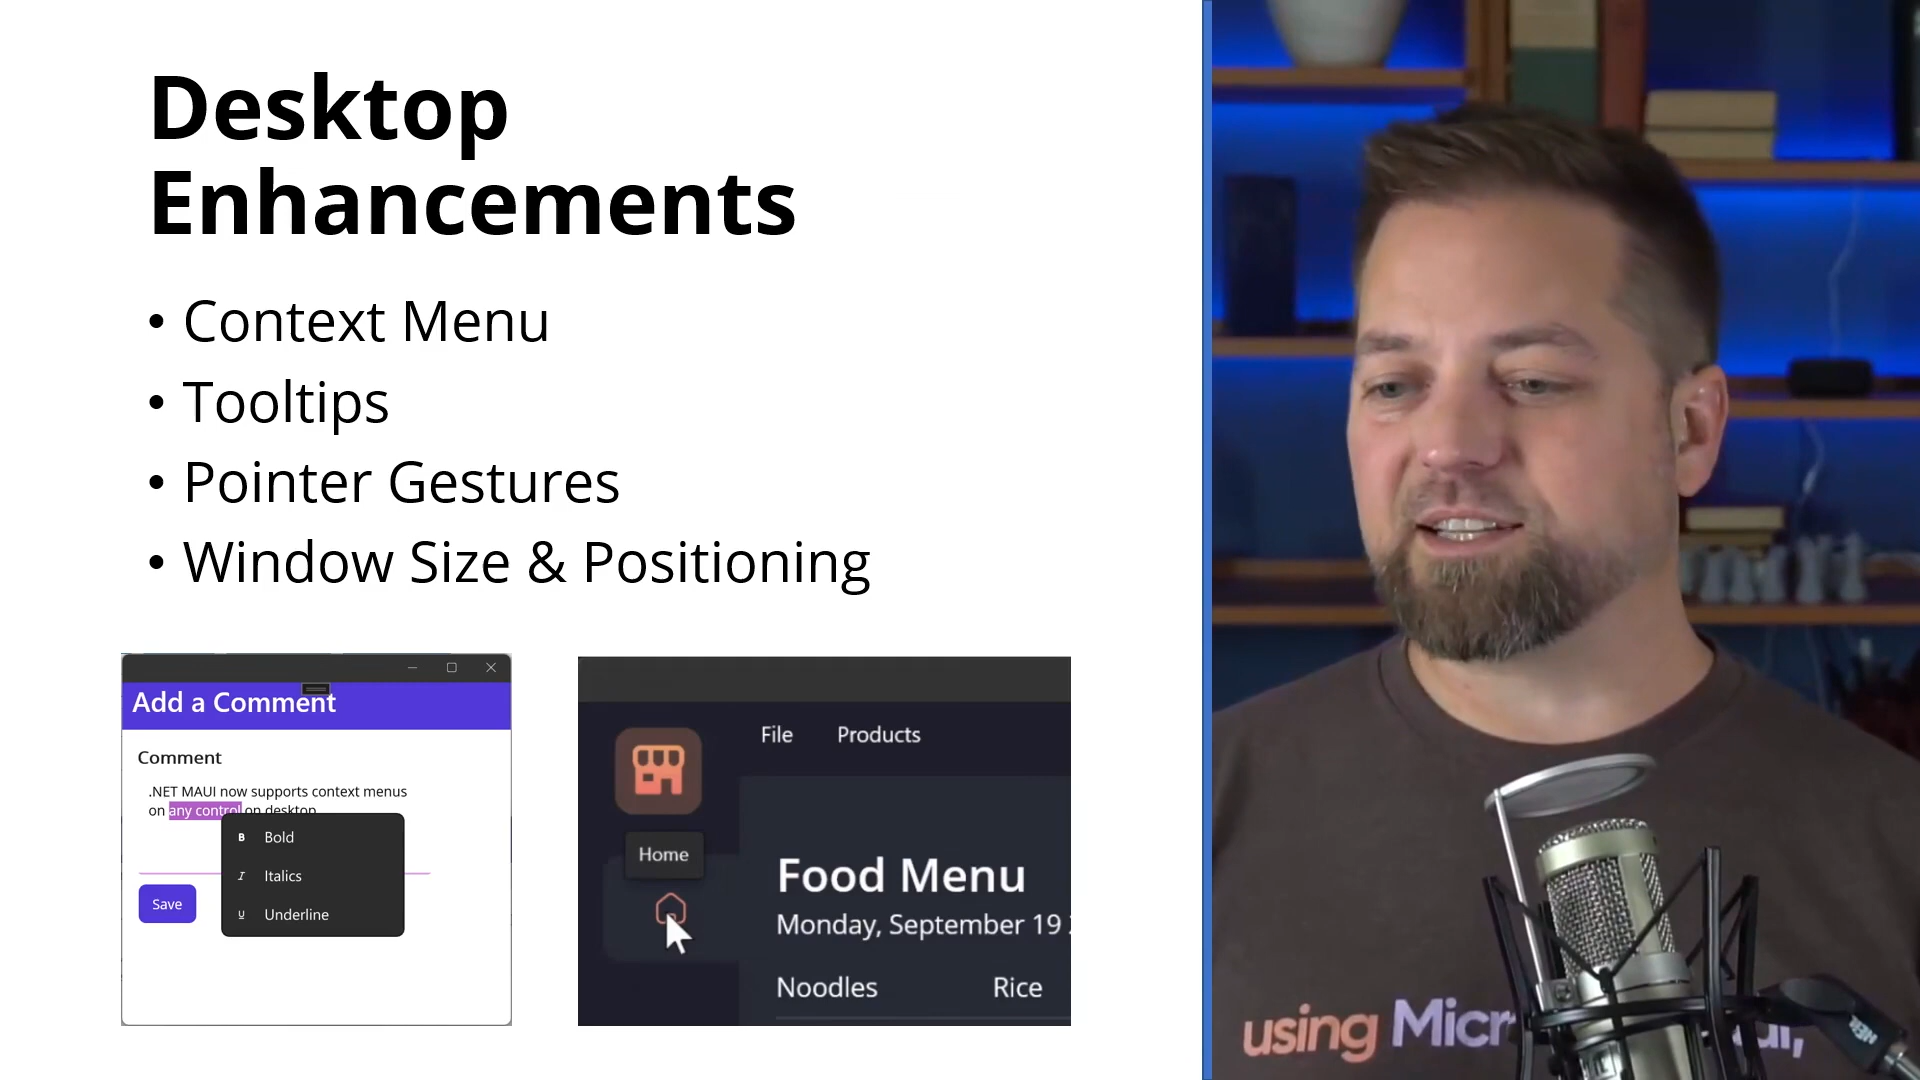 Desktop
Enhancements
• Context Menu
• Tooltips
• Pointer Gestures
• Window Size & Positioning
Add a Comment
Comment
.NET MAUI now supports context menus
on any control on desktop
B Bold
I Italics
U Underline
Save
File Products
Home
Food Menu
Monday, September 19
Noodles Rice
using Micr